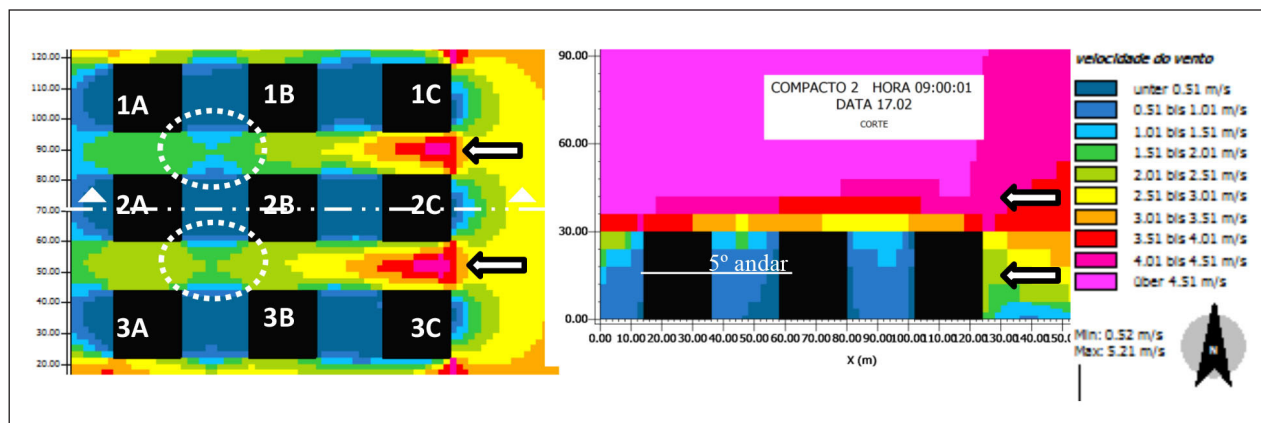 120.00
110.00
100.00
90.00
80.00
70.00
60.00
50.00
40.00
30.00
20.00
1A 1B 1C
2A 2B 2C
3A 3B 3C
90.00
60.00
30.00
0.00
COMPACTO 2 HORA 09:00:01
DATA 17.02
CORTE
5º andar
0.00 10.00 20.00 30.00 40.00 50.00 60.00 70.00 80.00 90.00 100.00 110.00 120.00 130.00 140.00 150.0
X (m)
velocidade do vento
unter 0.51 m/s
0.51 bis 1.01 m/s
1.01 bis 1.51 m/s
1.51 bis 2.01 m/s
2.01 bis 2.51 m/s
2.51 bis 3.01 m/s
3.01 bis 3.51 m/s
3.51 bis 4.01 m/s
4.01 bis 4.51 m/s
über 4.51 m/s
Min: 0.52 m/s
Max: 5.21 m/s
N